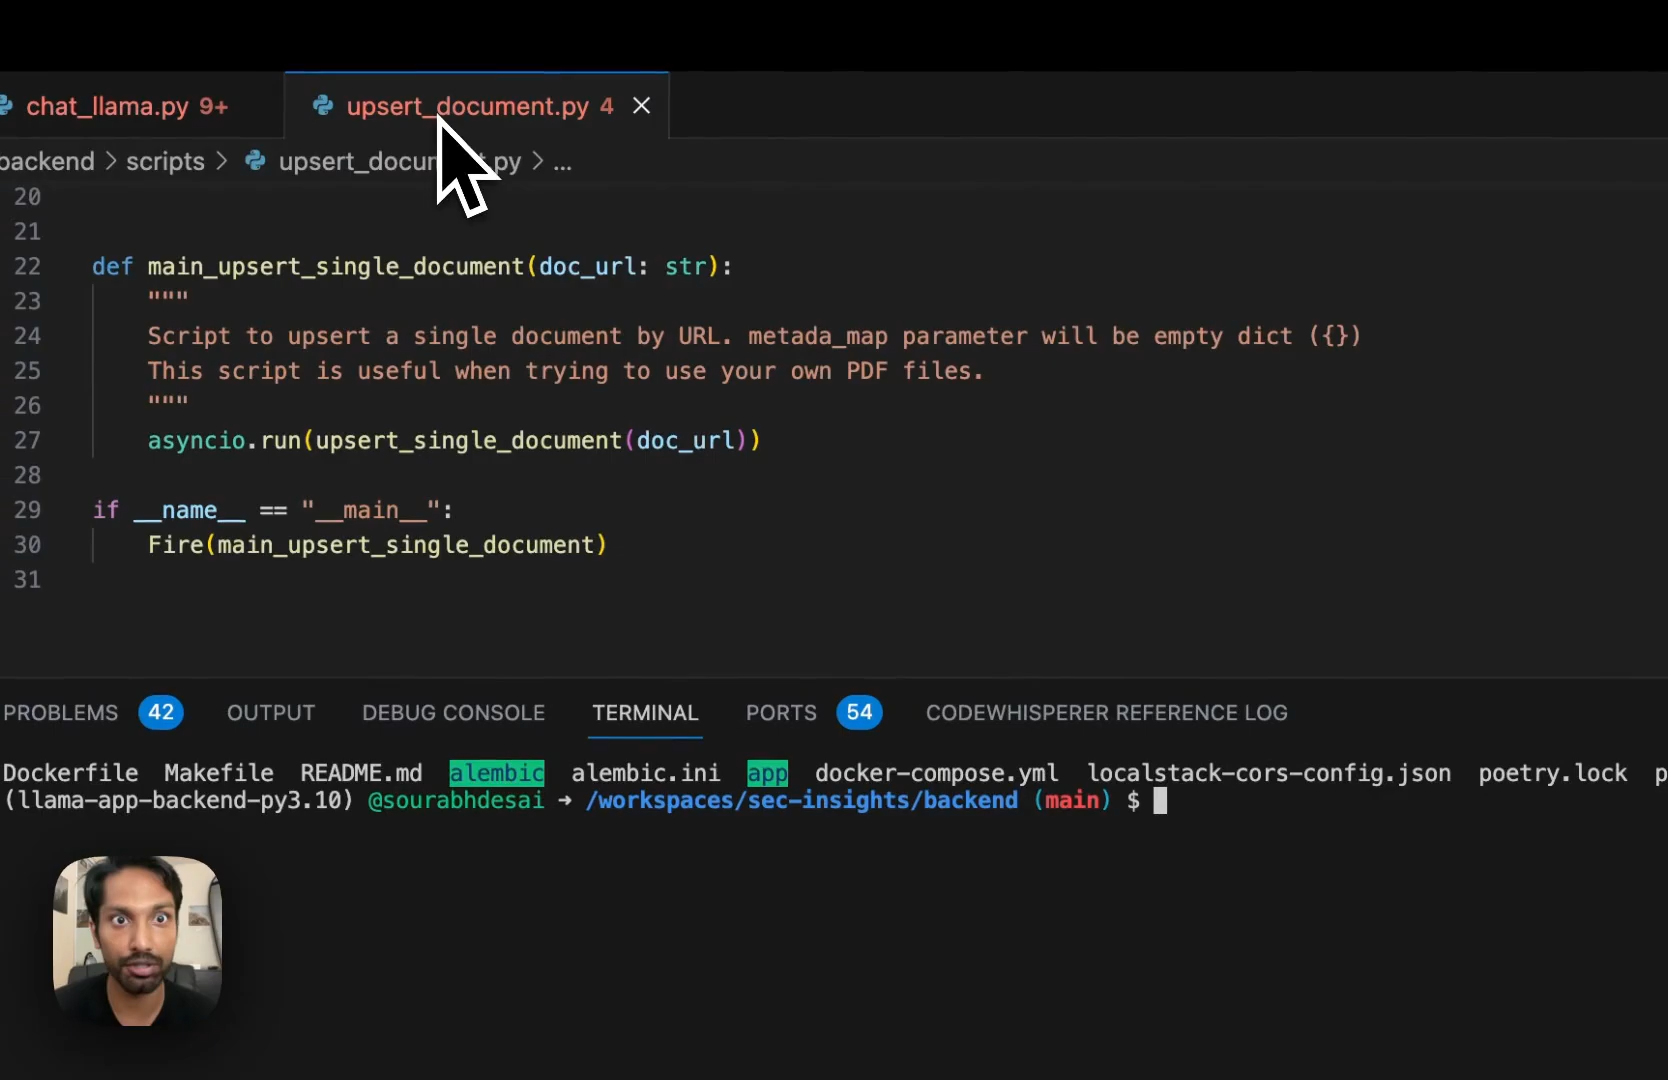 chat_llama.py 9+
upsert_document.py 4
backend > scripts > upsert_document.py > ...
20
21
22 def main_upsert_single_document(doc_url: str):
23 """
24 Script to upsert a single document by URL. metada_map parameter will be empty dict ({})
25 This script is useful when trying to use your own PDF files.
26 """
27 asyncio.run(upsert_single_document(doc_url))
28
29 if __name__ == "__main__":
30 Fire(main_upsert_single_document)
31
PROBLEMS 42 OUTPUT DEBUG CONSOLE TERMINAL PORTS 54 CODEWHISPERER REFERENCE LOG
Dockerfile Makefile README.md alembic alembic.ini app docker-compose.yml localstack-cors-config.json poetry.lock p
(llama-app-backend-py3.10) @sourabhdesai → /workspaces/sec-insights/backend (main) $